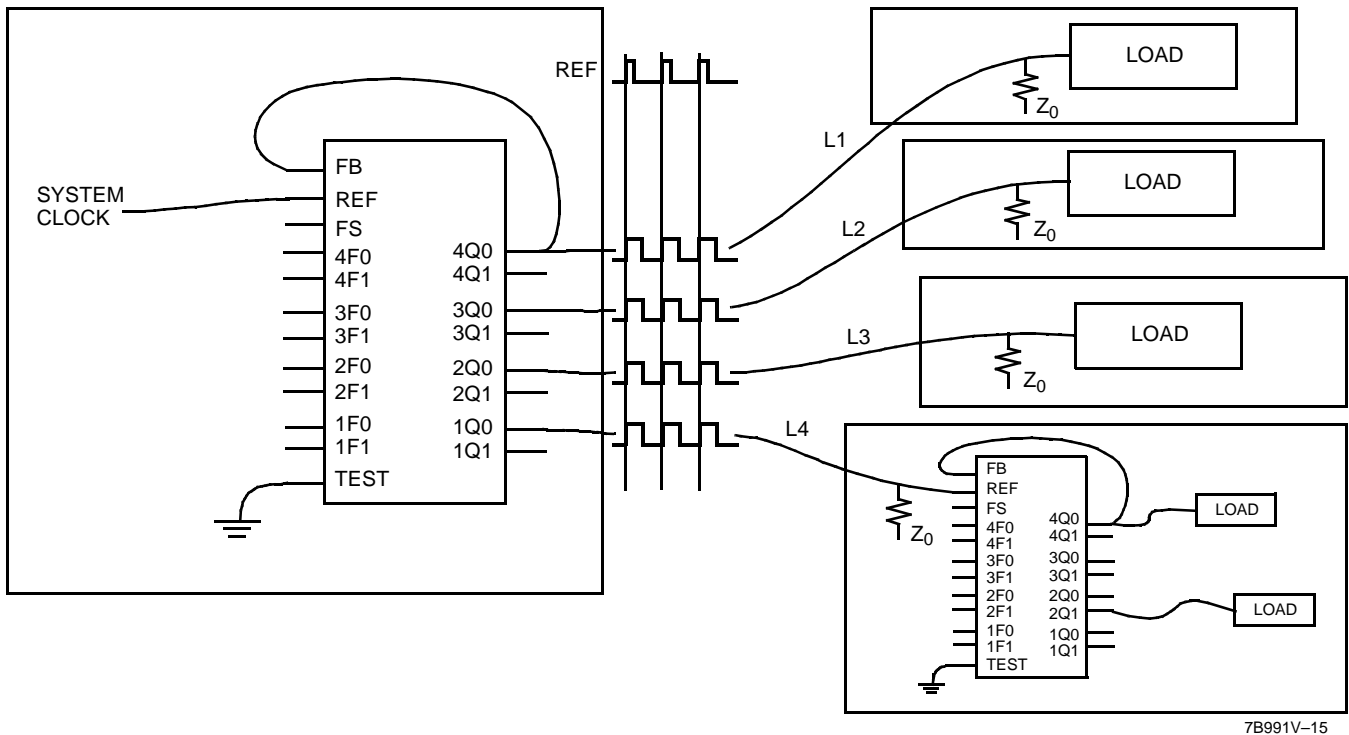 REF
SYSTEM
CLOCK
FB
REF
FS
4F0
4F1
3F0
3F1
2F0
2F1
1F0
1F1
TEST
4Q0
4Q1
3Q0
3Q1
2Q0
2Q1
1Q0
1Q1
L1
L2
L3
L4
LOAD
Z0
LOAD
Z0
LOAD
Z0
Z0
FB
REF
FS
4F0
4F1
3F0
3F1
2F0
2F1
1F0
1F1
TEST
4Q0
4Q1
3Q0
3Q1
2Q0
2Q1
1Q0
1Q1
LOAD
LOAD
7B991V–15